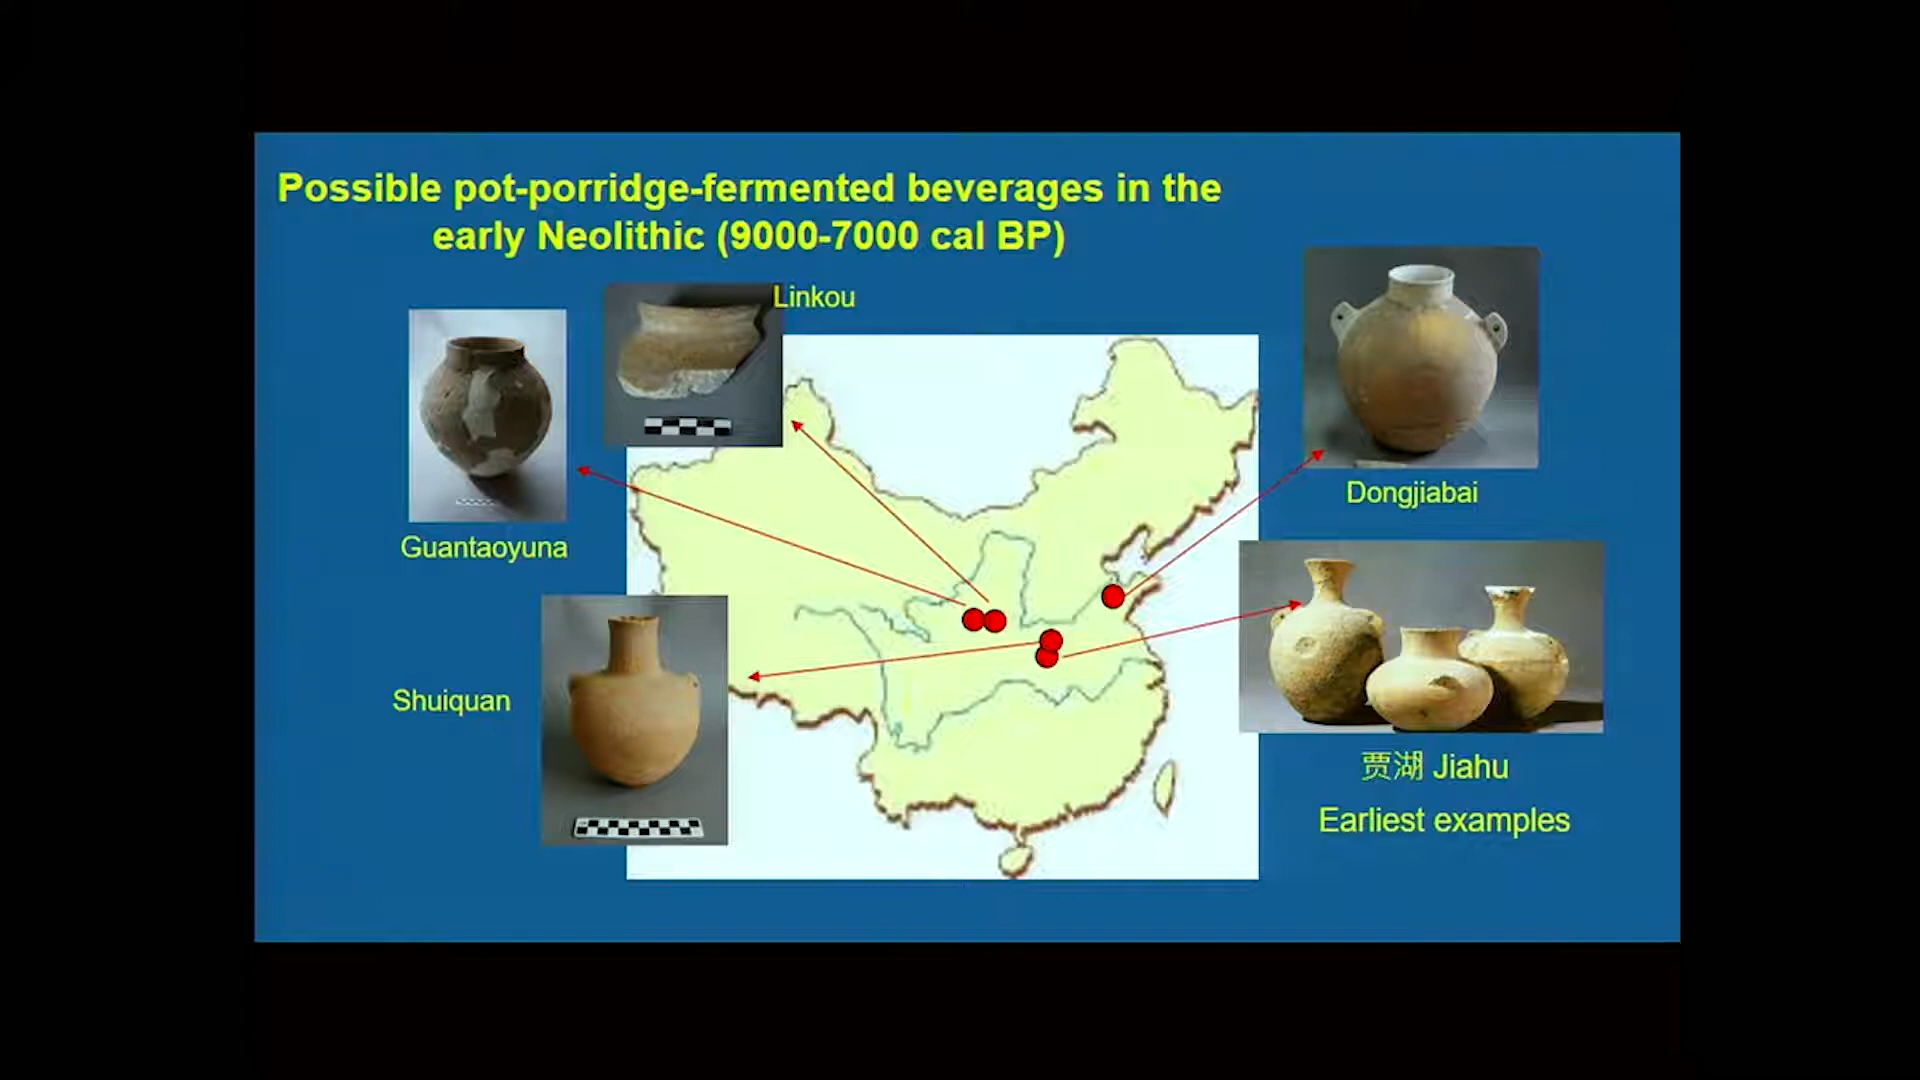 Possible pot-porridge-fermented beverages in the
early Neolithic (9000-7000 cal BP)
Linkou
Guantaoyuna
Shuiquan
Dongjiabai
贾湖 Jiahu
Earliest examples